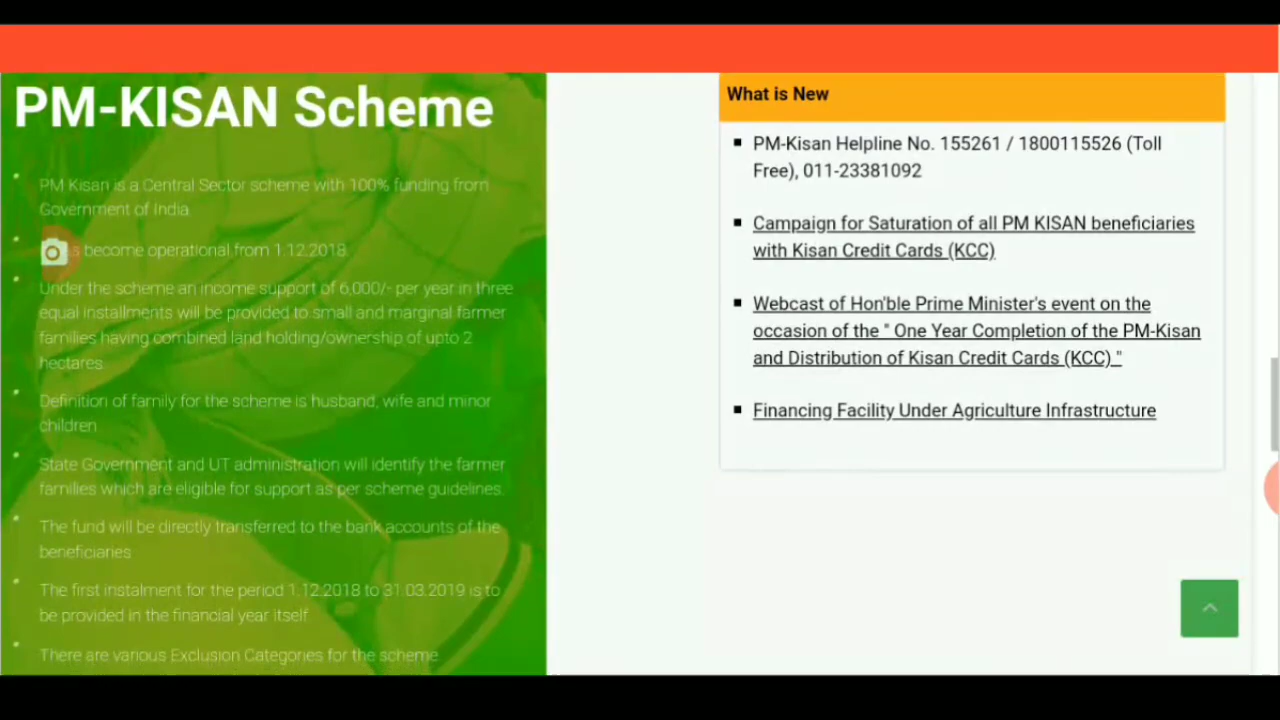 PM-KISAN Scheme
PM Kisan is a Central Sector scheme with 100% funding from
Government of India
s become operational from 1.12.2018.
Under the scheme an income support of 6,000/- per year in three
equal installments will be provided to small and marginal farmer
families having combined land holding/ownership of upto 2
hectares.
Definition of family for the scheme is husband, wife and minor
children
State Government and UT administration will identify the farmer
families which are eligible for support as per scheme guidelines.
The fund will be directly transferred to the bank accounts of the
beneficiaries
The first instalment for the period 1.12.2018 to 31.03.2019 is to
be provided in the financial year itself
There are various Exclusion Categories for the scheme
What is New
PM-Kisan Helpline No. 155261 / 1800115526 (Toll
Free), 011-23381092
Campaign for Saturation of all PM KISAN beneficiaries
with Kisan Credit Cards (KCC)
Webcast of Hon'ble Prime Minister's event on the
occasion of the " One Year Completion of the PM-Kisan
and Distribution of Kisan Credit Cards (KCC) "
Financing Facility Under Agriculture Infrastructure